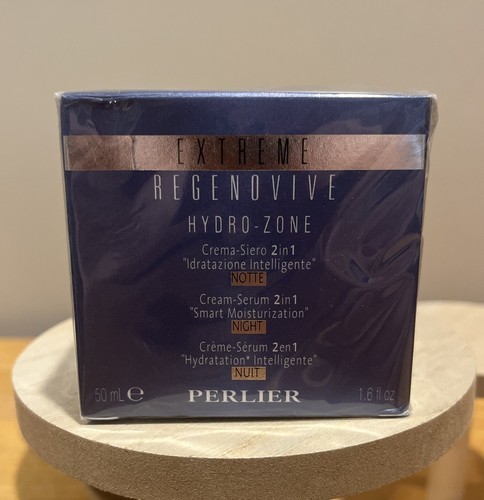 EXTREME
REGENOVIVE
HYDRO-ZONE
Crema-Siero 2in1
"Idratazione Intelligente"
NOTTE
Cream-Serum 2in1
"Smart Moisturization"
NIGHT
Crème-Sérum 2en1
"Hydratation* Intelligente"
NUIT
50 mL ℮ PERLIER 1.6 fl oz